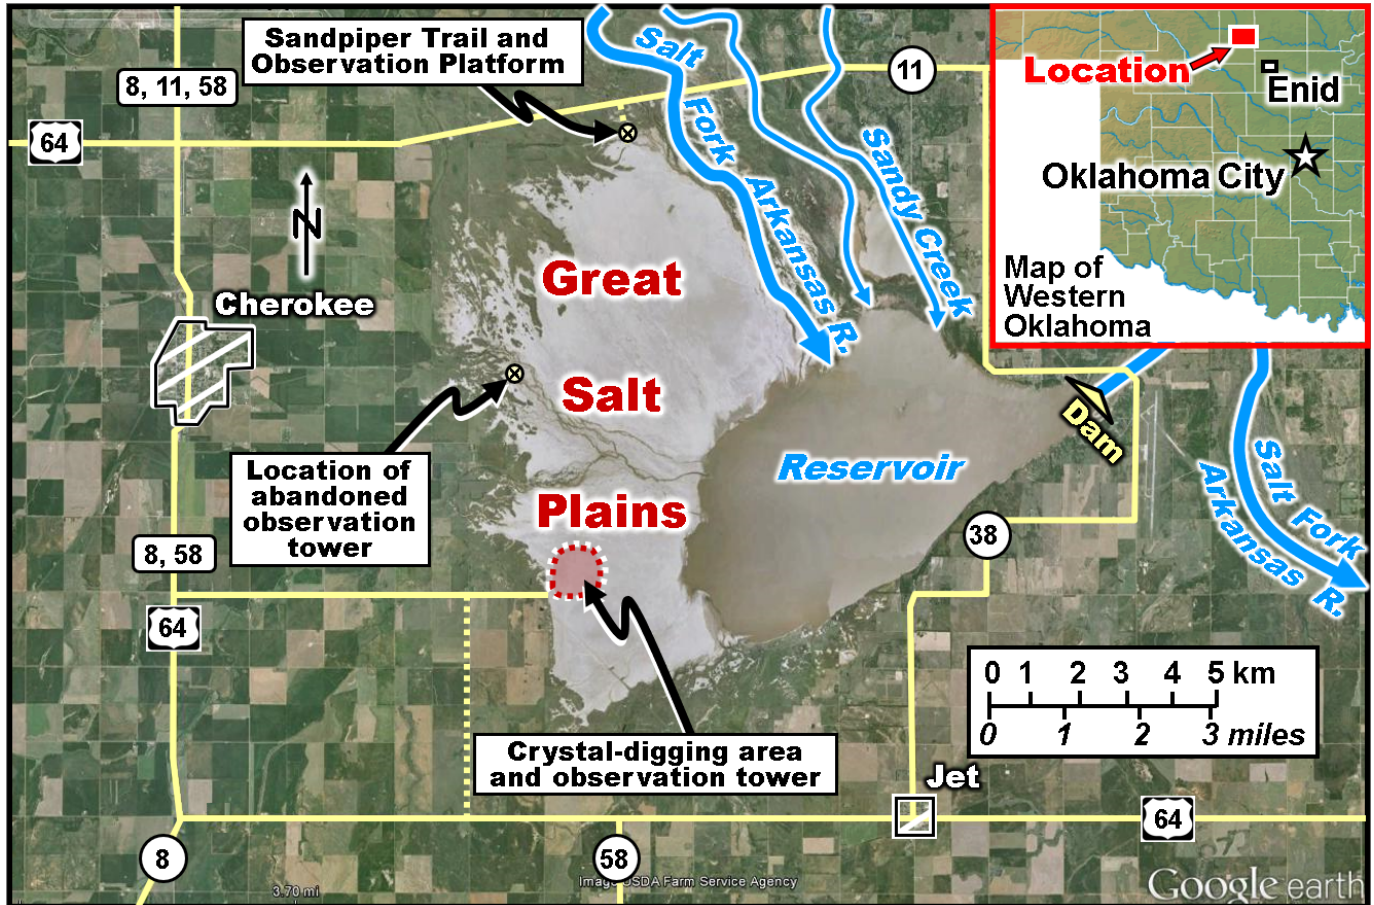 Sandpiper Trail and
Observation Platform
8, 11, 58
64
11
N
Salt
Fork
Arkansas R.
Sandy Creek
Location
Enid
Oklahoma City
Map of
Western
Oklahoma
Great
Salt
Plains
Cherokee
Reservoir
Dam
Location of
abandoned
observation
tower
8, 58
64
38
Salt Fork
Arkansas R.
Crystal-digging area
and observation tower
0 1 2 3 4 5 km
0 1 2 3 miles
Jet
64
8
58
3.70 mi
Image USDA Farm Service Agency
Google earth